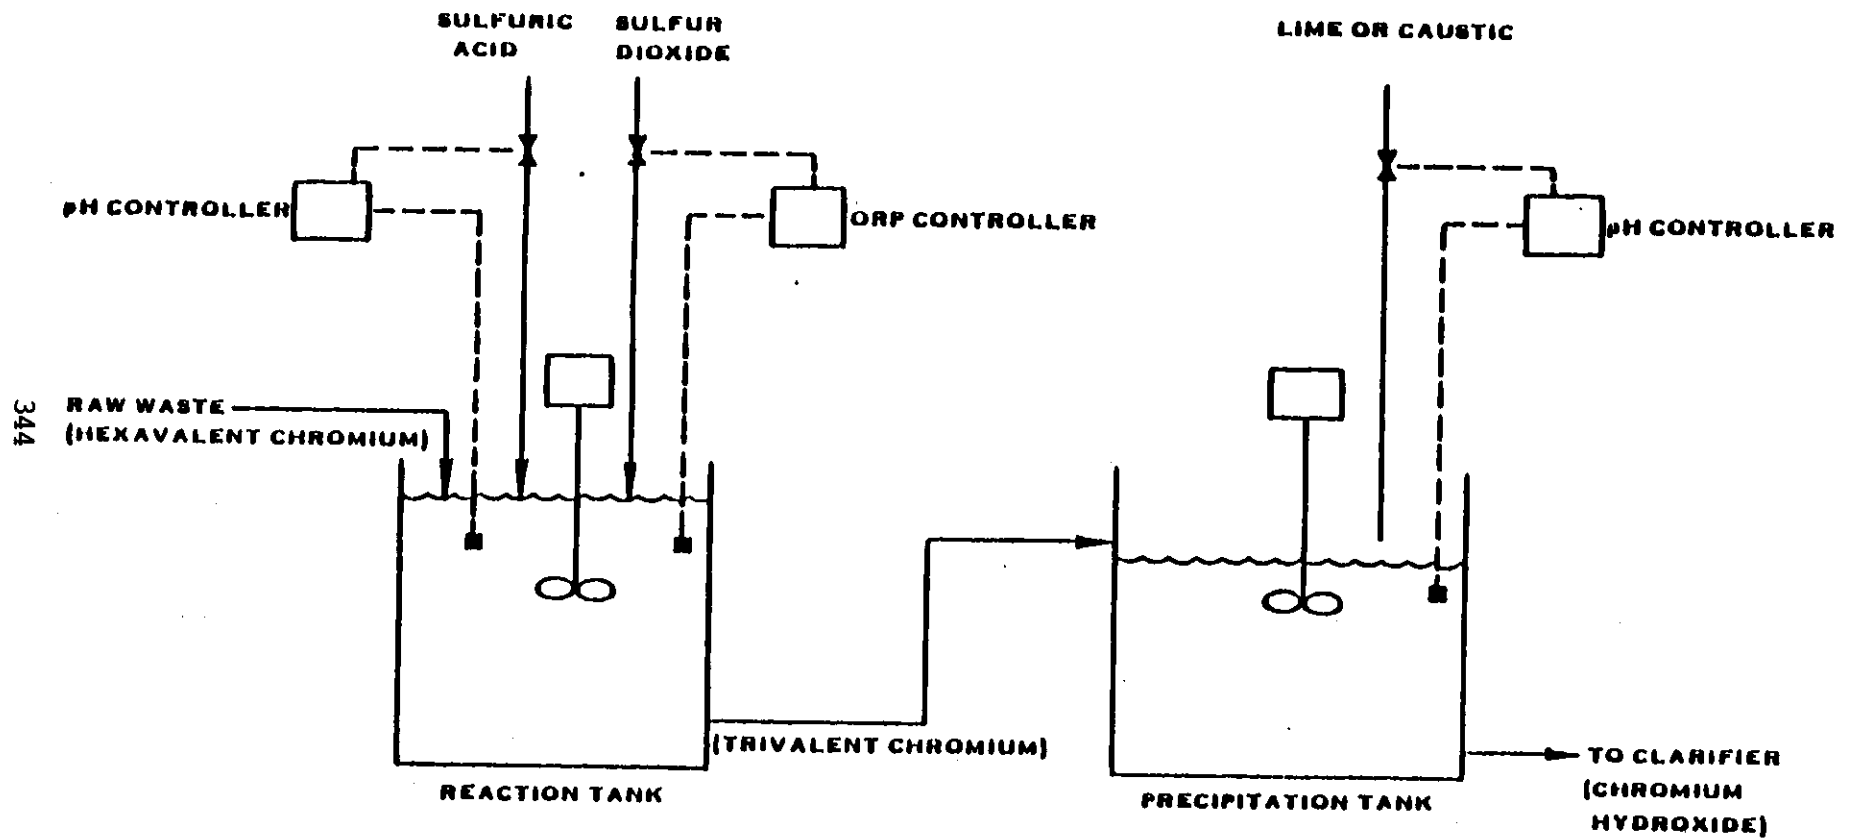 SULFURIC
ACID
SULFUR
DIOXIDE
LIME OR CAUSTIC
pH CONTROLLER
ORP CONTROLLER
pH CONTROLLER
RAW WASTE
(HEXAVALENT CHROMIUM)
344
(TRIVALENT CHROMIUM)
REACTION TANK
PRECIPITATION TANK
TO CLARIFIER
(CHROMIUM
HYDROXIDE)